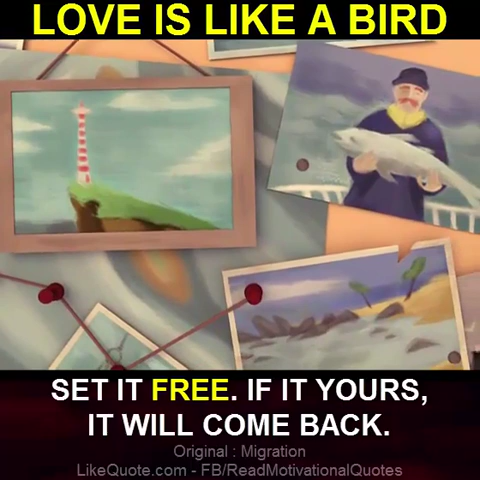 LOVE IS LIKE A BIRD
SET IT FREE. IF IT YOURS,
IT WILL COME BACK.
Original : Migration
LikeQuote.com - FB/ReadMotivationalQuotes